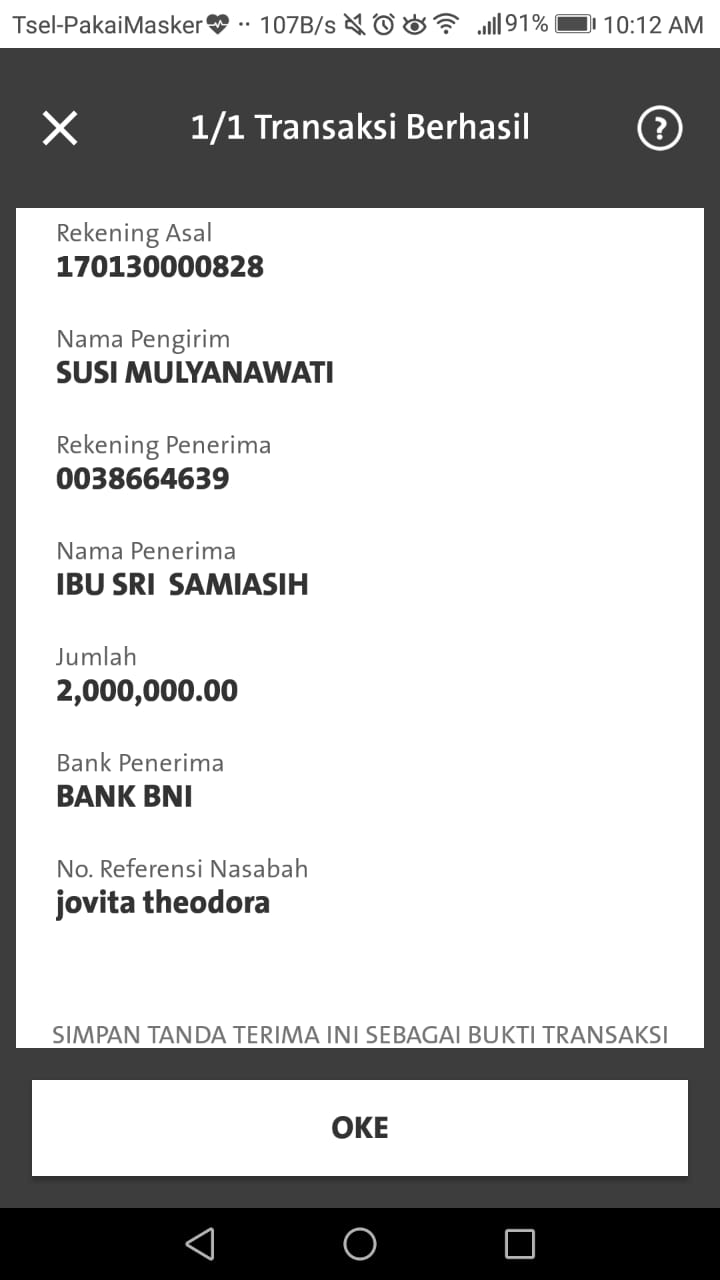 Tsel-PakaiMasker 107B/s 91% 10:12 AM
1/1 Transaksi Berhasil
?
Rekening Asal
170130000828
Nama Pengirim
SUSI MULYANAWATI
Rekening Penerima
0038664639
Nama Penerima
IBU SRI  SAMIASIH
Jumlah
2,000,000.00
Bank Penerima
BANK BNI
No. Referensi Nasabah
jovita theodora
SIMPAN TANDA TERIMA INI SEBAGAI BUKTI TRANSAKSI
OKE